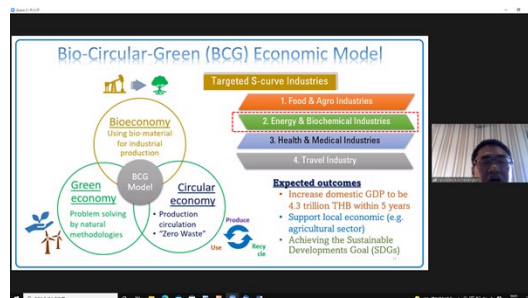 Bio-Circular-Green (BCG) Economic Model
Targeted S-curve Industries
1. Food & Agro Industries
2. Energy & Biochemical Industries
3. Health & Medical Industries
4. Travel Industry
Bioeconomy
Using bio-material
for industrial
production
BCG
Model
Green
economy
Problem solving
by natural
methodologies
Circular
economy
• Production
circulation
• "Zero Waste"
Produce
Use
Recy
cle
Expected outcomes
• Increase domestic GDP to be
4.3 trillion THB within 5 years
• Support local economic (e.g.
agricultural sector)
• Achieving the Sustainable
Developments Goal (SDGs)